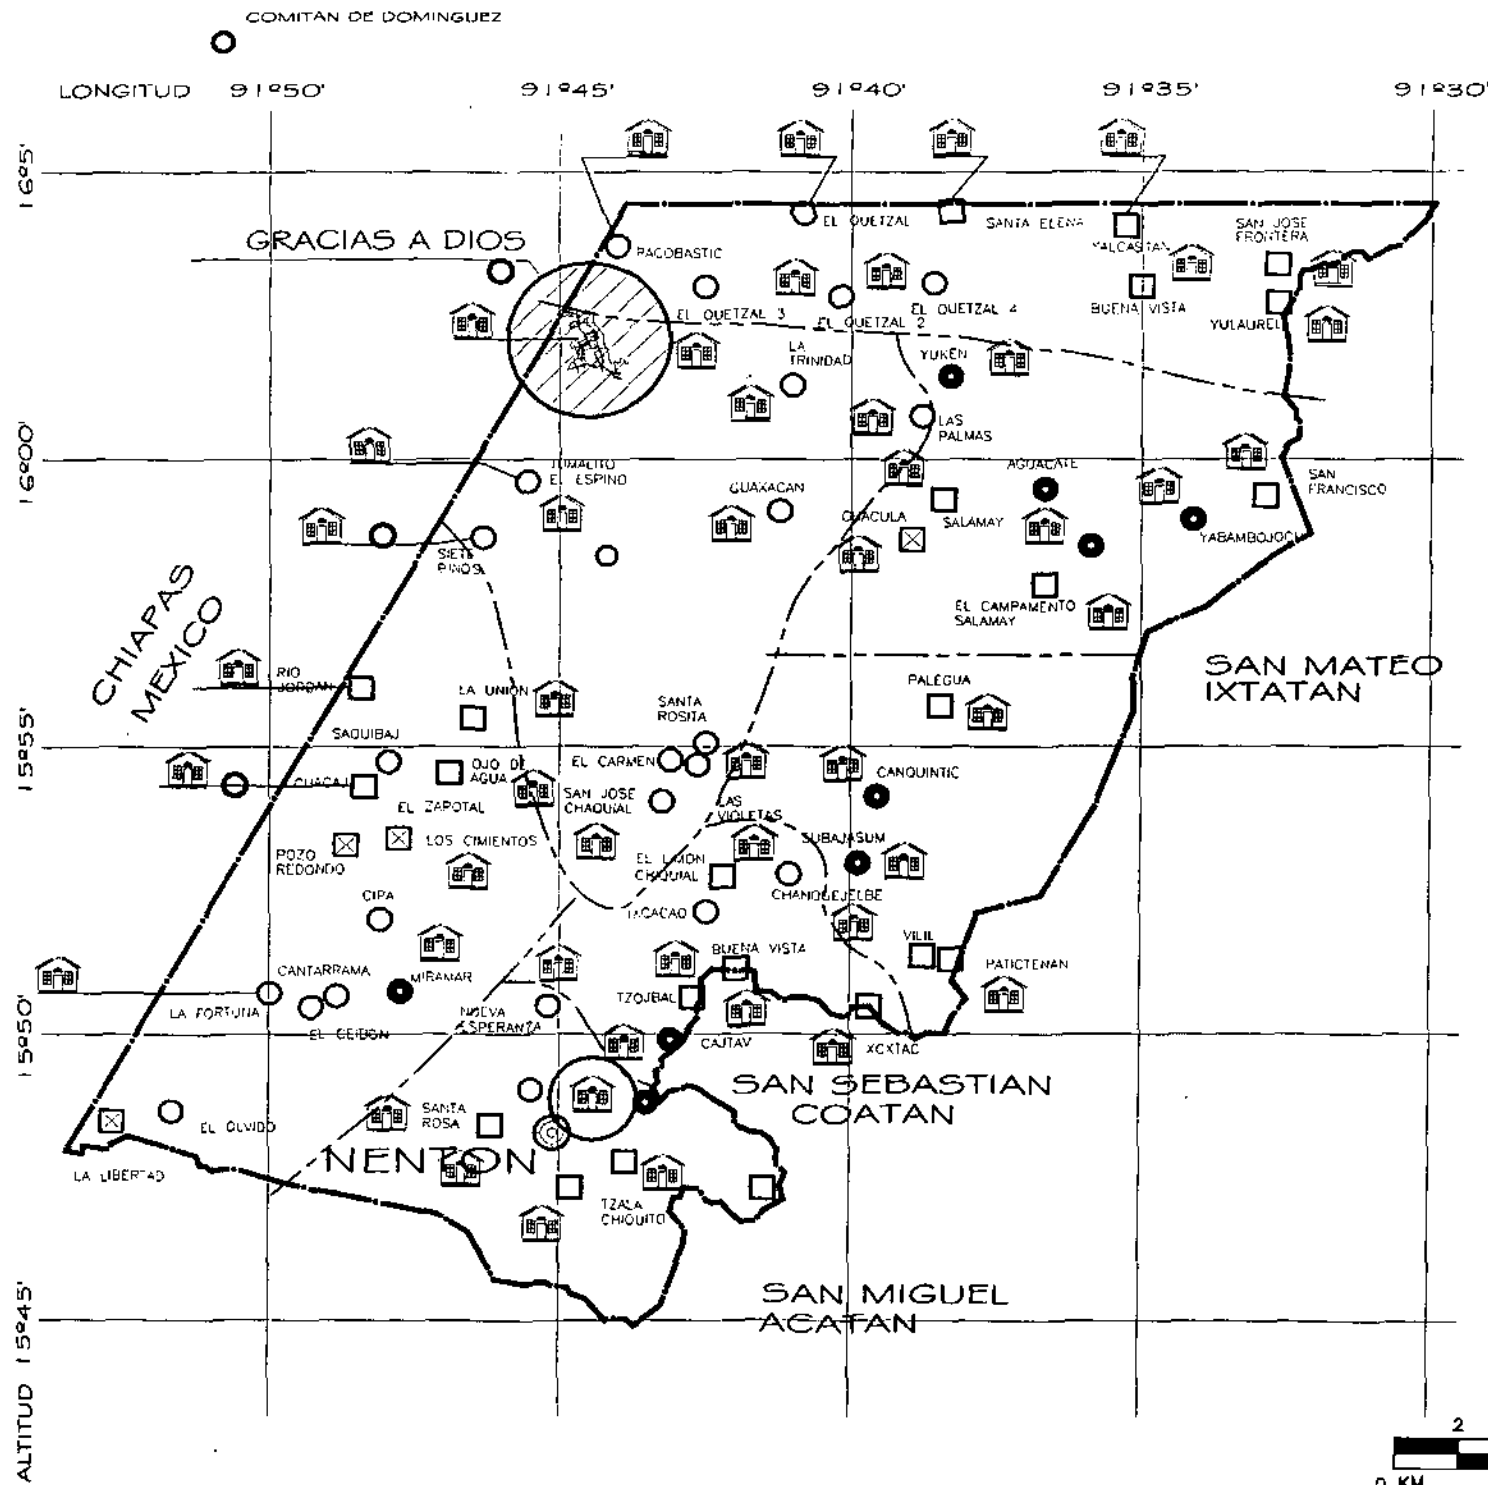 COMITAN DE DOMINGUEZ
LONGITUD 91º50' 91º45' 91º40' 91º35' 91º30'
16º5'
GRACIAS A DIOS
PACOBASTIC
EL QUETZAL
SANTA ELENA
YALCASTAN
SAN JOSE
FRONTERA
EL QUETZAL 3
EL QUETZAL 2
EL QUETZAL 4
BUENA VISTA
YULAUREL
LA
TRINIDAD
YUKEN
LAS
PALMAS
16º00'
EL ESPINO
GUAXACAN
AGUACATE
SAN
FRANCISCO
CHACULA
SALAMAY
YABAMBOJOCH
SIETE
PINOS
CHIAPAS
MEXICO
EL CAMPAMENTO
SALAMAY
SAN MATEO
IXTATAN
RIO
JORDAN
LA UNION
SANTA
ROSITA
PALEGUA
15º55'
SAQUIBAJ
OJO DE
AGUA
EL CARMEN
CANQUINTIC
EL ZAPOTAL
SAN JOSE
CHAQUIAL
LAS
VIOLETAS
POZO
REDONDO
LOS CIMIENTOS
SUBAJASUM
EL LIMON
CHIQUIAL
CHANQUEJELBE
CIPA
BUENA VISTA
VILIL
PATICTENAN
CANTARRAMA
MIRAMAR
TZOJBAL
LA FORTUNA
NUEVA
ESPERANZA
15º50'
EL CEIBON
CAJTAV
SAN SEBASTIAN
COATAN
EL OLVIDO
SANTA
ROSA
LA LIBERTAD
NENTON
TZALA
CHIQUITO
SAN MIGUEL
ACATAN
ALTITUD 15º45'
2
0 KM